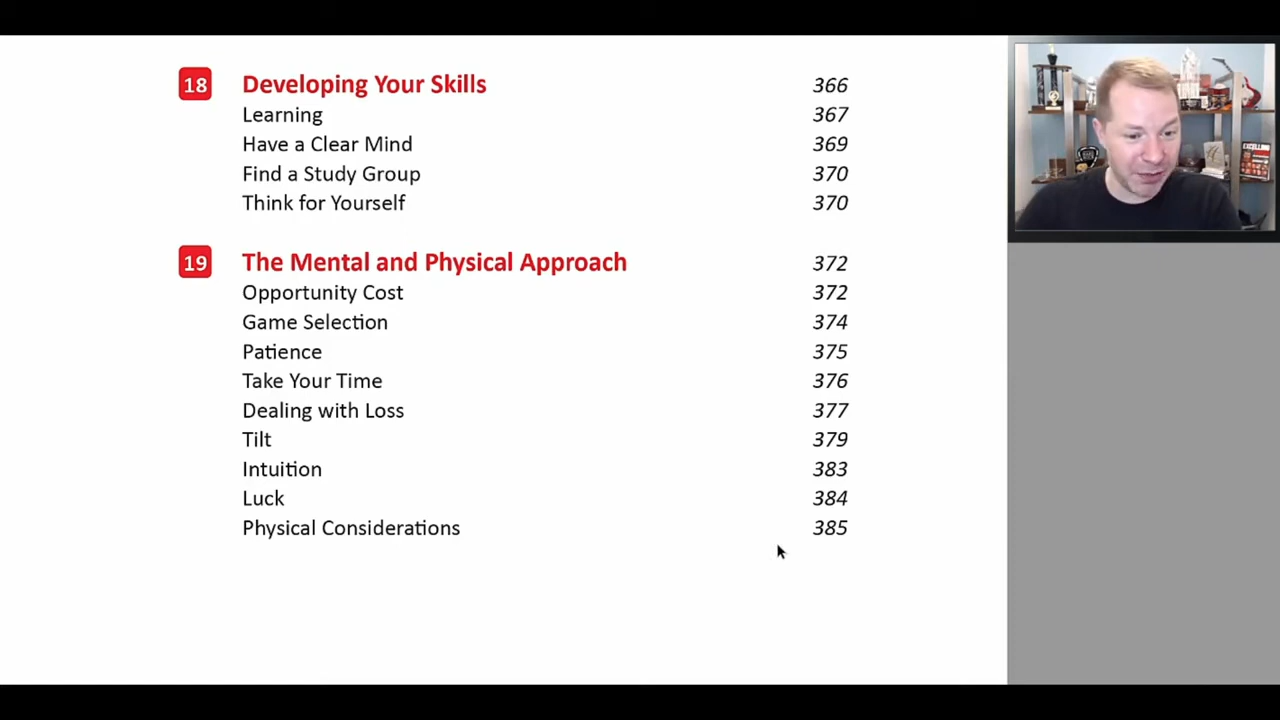 18 Developing Your Skills 366
Learning 367
Have a Clear Mind 369
Find a Study Group 370
Think for Yourself 370
19 The Mental and Physical Approach 372
Opportunity Cost 372
Game Selection 374
Patience 375
Take Your Time 376
Dealing with Loss 377
Tilt 379
Intuition 383
Luck 384
Physical Considerations 385
EXCELLING